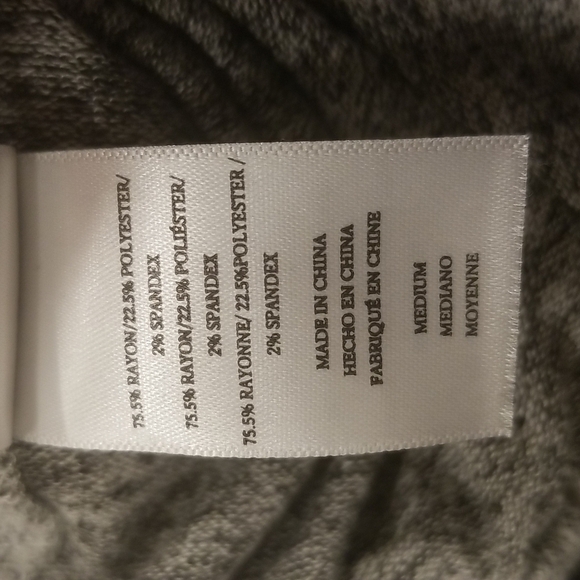 75.5% RAYON/22.5% POLYESTER/
2% SPANDEX
75.5% RAYON/22.5% POLIÉSTER/
2% SPANDEX
75.5% RAYONNE/ 22.5%POLYESTER /
2% SPANDEX
MADE IN CHINA
HECHO EN CHINA
FABRIQUÉ EN CHINE
MEDIUM
MEDIANO
MOYENNE